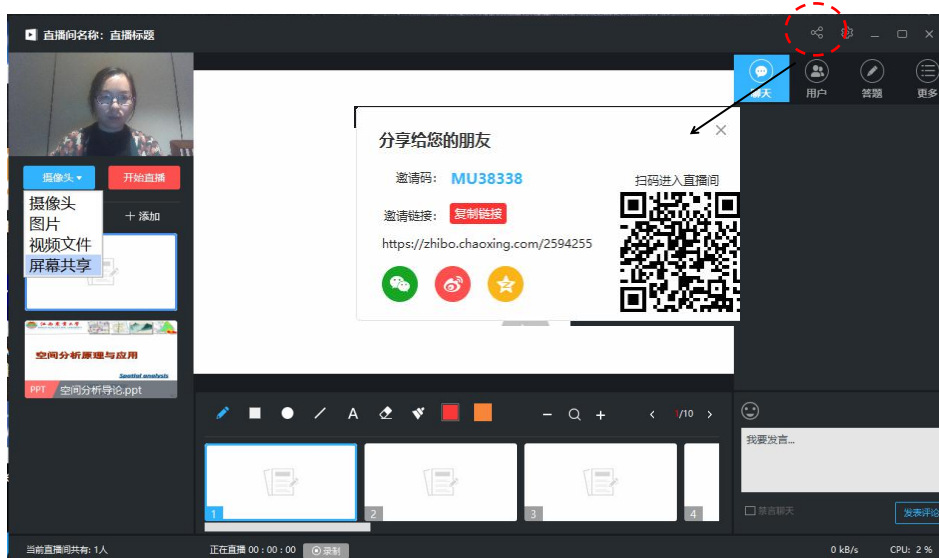 直播间名称：直播标题
聊天
用户
答题
更多
摄像头
开始直播
摄像头
图片
视频文件
屏幕共享
＋添加
空间分析原理与应用
Spatial analysis
PPT 空间分析导论.ppt
分享给您的朋友
邀请码： MU38338
邀请链接： 复制链接
https://zhibo.chaoxing.com/2594255
扫码进入直播间
A
1/10
1
2
3
4
我要发言...
禁言聊天
发表评论
当前直播间共有: 1人
正在直播 00 : 00 : 00
录制
0 kB/s
CPU: 2 %